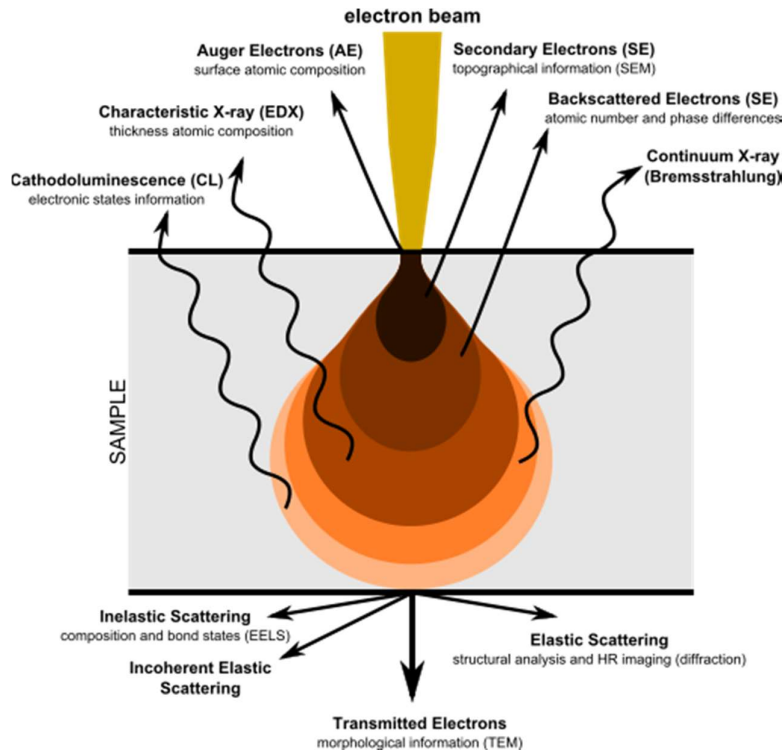 electron beam
Auger Electrons (AE)
surface atomic composition
Secondary Electrons (SE)
topographical information (SEM)
Characteristic X-ray (EDX)
thickness atomic composition
Backscattered Electrons (SE)
atomic number and phase differences
Cathodoluminescence (CL)
electronic states information
Continuum X-ray
(Bremsstrahlung)
SAMPLE
Inelastic Scattering
composition and bond states (EELS)
Incoherent Elastic
Scattering
Elastic Scattering
structural analysis and HR imaging (diffraction)
Transmitted Electrons
morphological information (TEM)